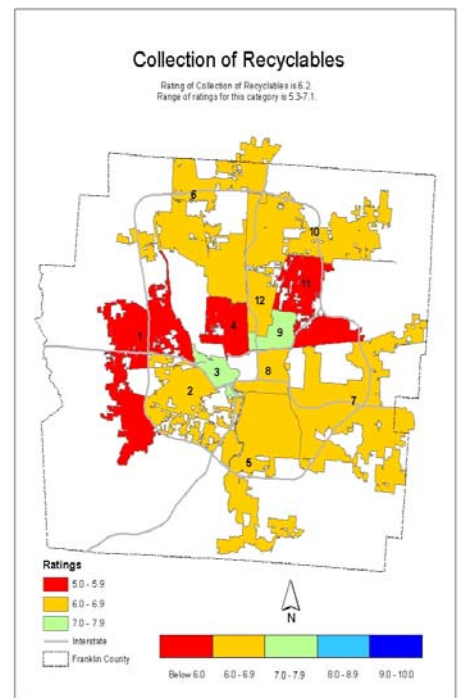 Collection of Recyclables
Rating of Collection of Recyclables is 6.2.
Range of ratings for this category is 5.3-7.1.
6
10
11
12
1
4
9
3
8
2
7
5
Ratings
5.0 - 5.9
6.0 - 6.9
7.0 - 7.9
Interstate
Franklin County
N
Below 6.0
6.0 - 6.9
7.0 - 7.9
8.0 - 8.9
9.0 - 10.0